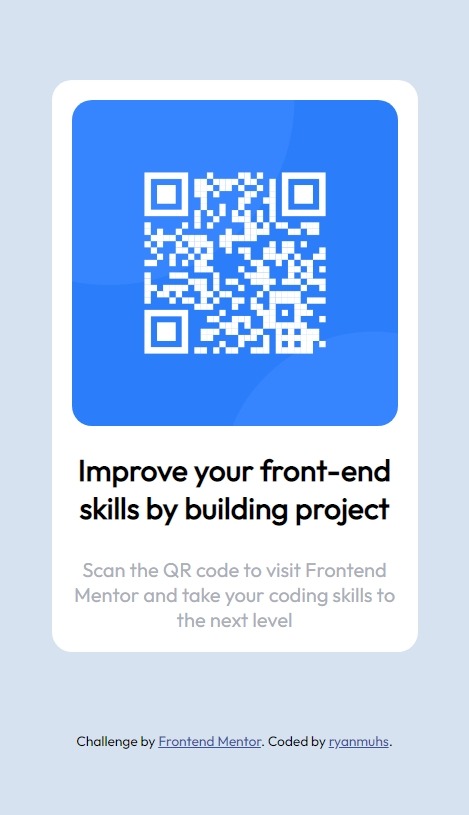 Improve your front-end
skills by building project
Scan the QR code to visit Frontend
Mentor and take your coding skills to
the next level
Challenge by Frontend Mentor. Coded by ryanmuhs.